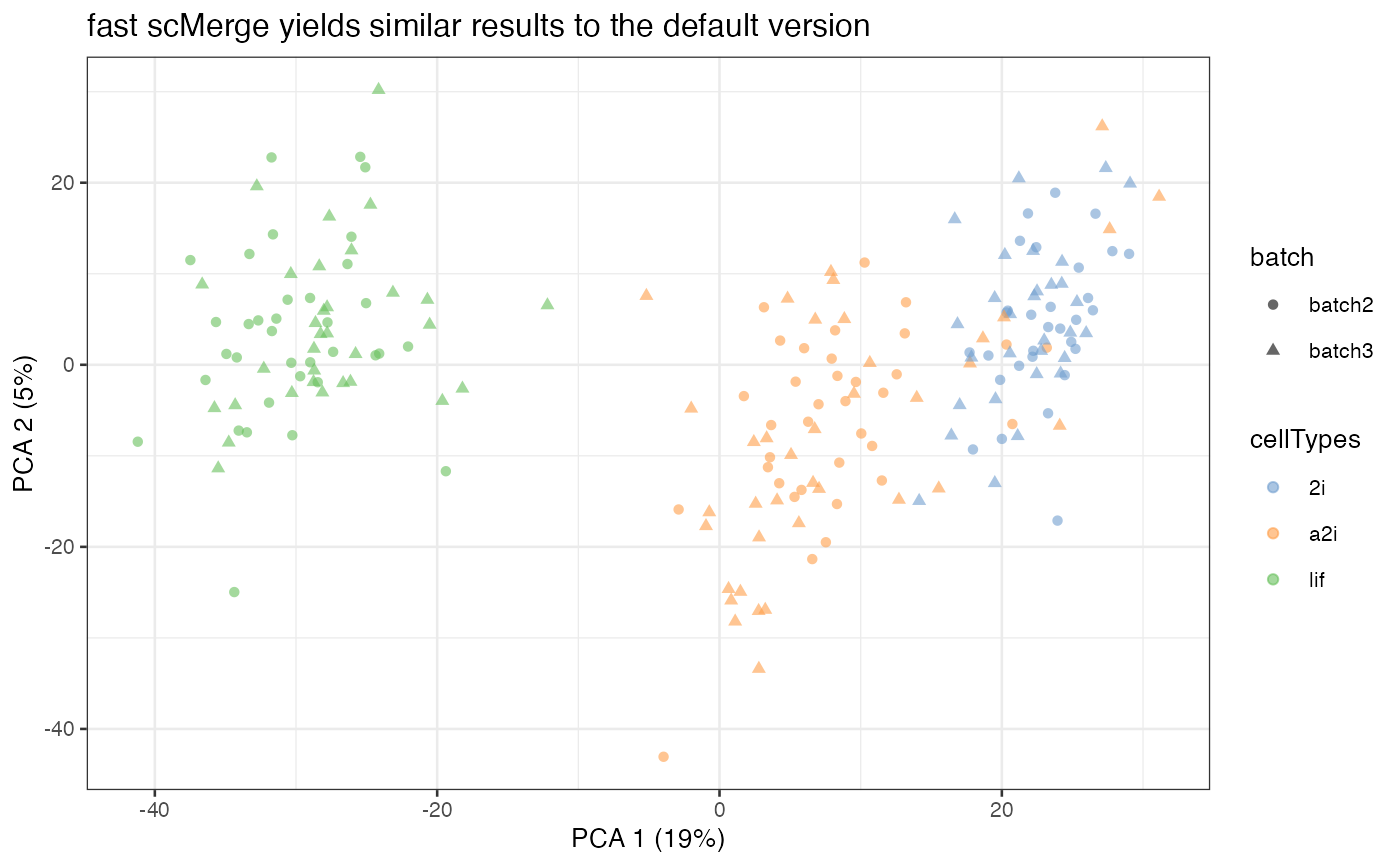 fast scMerge yields similar results to the default version
20
0
-20
-40
PCA 2 (5%)
-40
-20
0
20
PCA 1 (19%)
batch
batch2
batch3
cellTypes
2i
a2i
lif